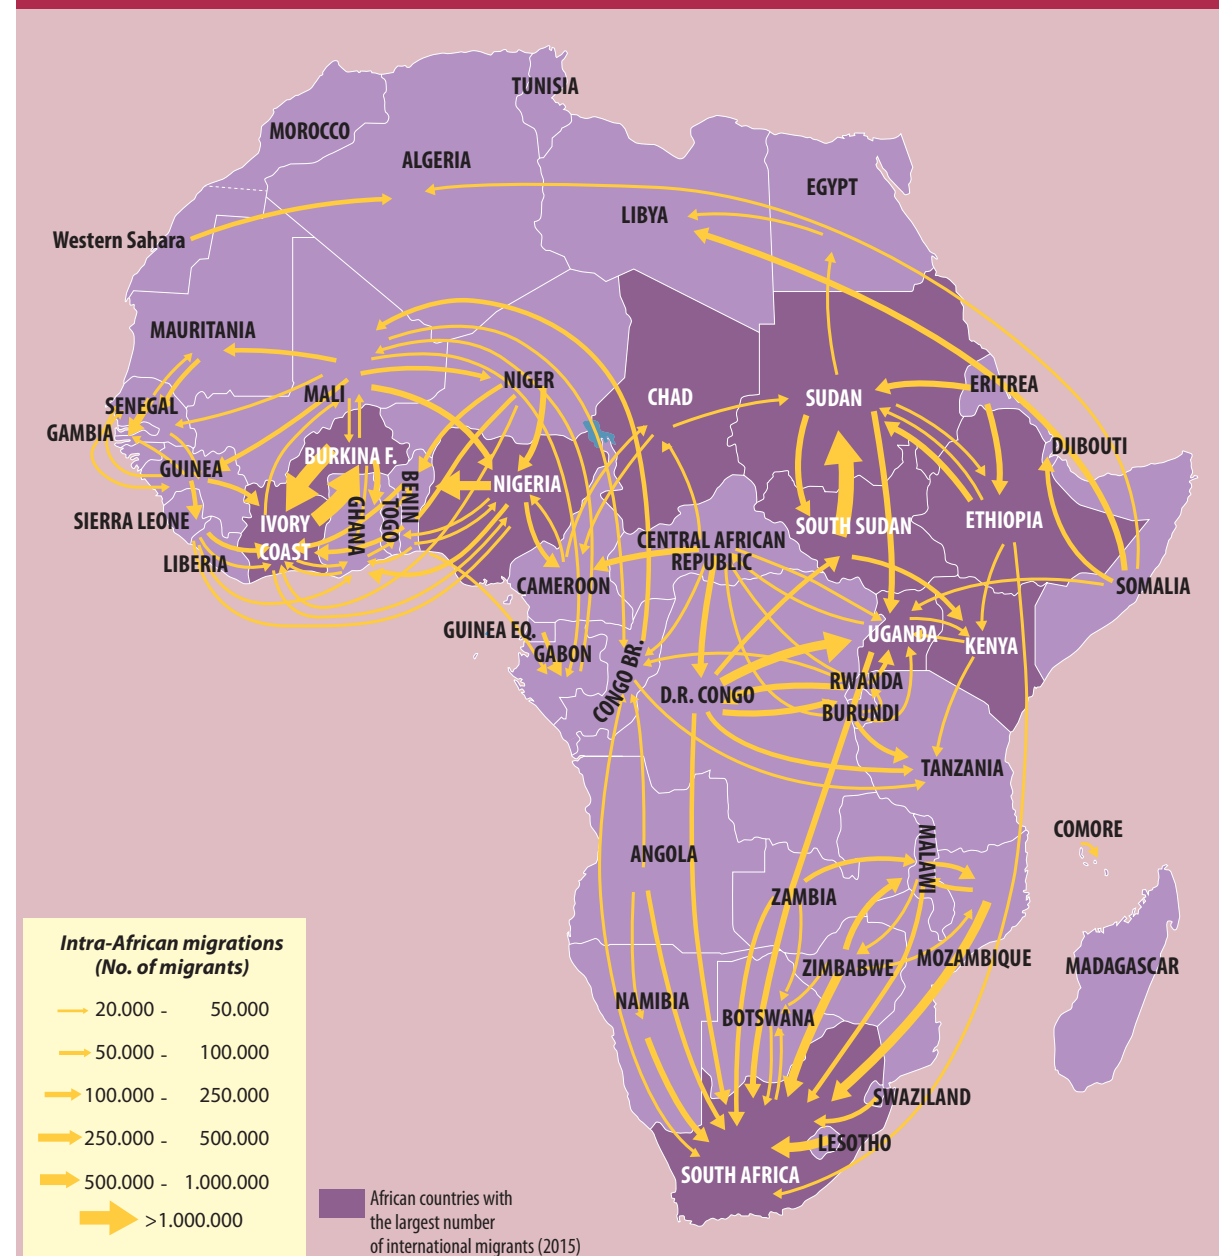 TUNISIA
MOROCCO
ALGERIA
EGYPT
LIBYA
Western Sahara
MAURITANIA
NIGER
ERITREA
MALI
CHAD
SUDAN
SENEGAL
GAMBIA
DJIBOUTI
BURKINA F.
GUINEA
NIGERIA
BENIN
TOGO
GHANA
SIERRA LEONE
IVORY
COAST
SOUTH SUDAN
ETHIOPIA
CENTRAL AFRICAN
REPUBLIC
LIBERIA
CAMEROON
SOMALIA
GUINEA EQ.
UGANDA
GABON
KENYA
CONGO BR.
RWANDA
D.R. CONGO
BURUNDI
TANZANIA
COMORE
ANGOLA
MALAWI
ZAMBIA
MOZAMBIQUE
ZIMBABWE
MADAGASCAR
NAMIBIA
BOTSWANA
SWAZILAND
LESOTHO
SOUTH AFRICA
Intra-African migrations
(No. of migrants)
20.000 - 50.000
50.000 - 100.000
100.000 - 250.000
250.000 - 500.000
500.000 - 1.000.000
>1.000.000
African countries with
the largest number
of international migrants (2015)